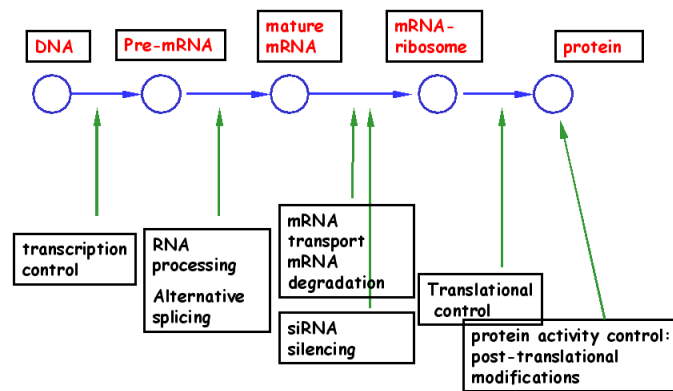 DNA
Pre-mRNA
mature
mRNA
mRNA-
ribosome
protein
transcription
control
RNA
processing
Alternative
splicing
mRNA
transport
mRNA
degradation
siRNA
silencing
Translational
control
protein activity control:
post-translational
modifications